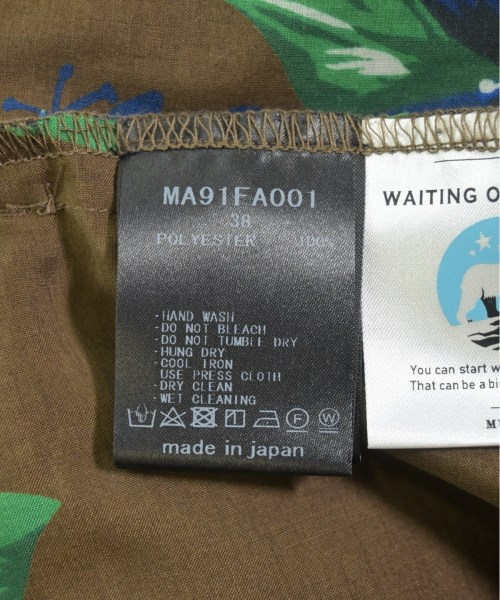 MA91FA001
38
POLYESTER 100%
-HAND WASH
-DO NOT BLEACH
-DO NOT TUMBLE DRY
-HUNG DRY
-COOL IRON
USE PRESS CLOTH
-DRY CLEAN
-WET CLEANING
F W
made in japan
WAITING O
You can start w
That can be a bi
MU